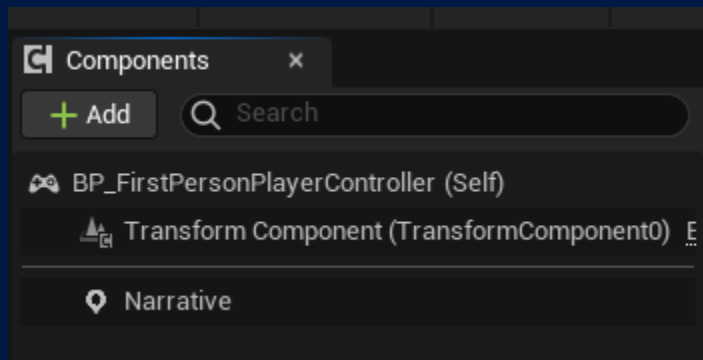 Components
Add
Search
BP_FirstPersonPlayerController (Self)
Transform Component (TransformComponent0) E
Narrative